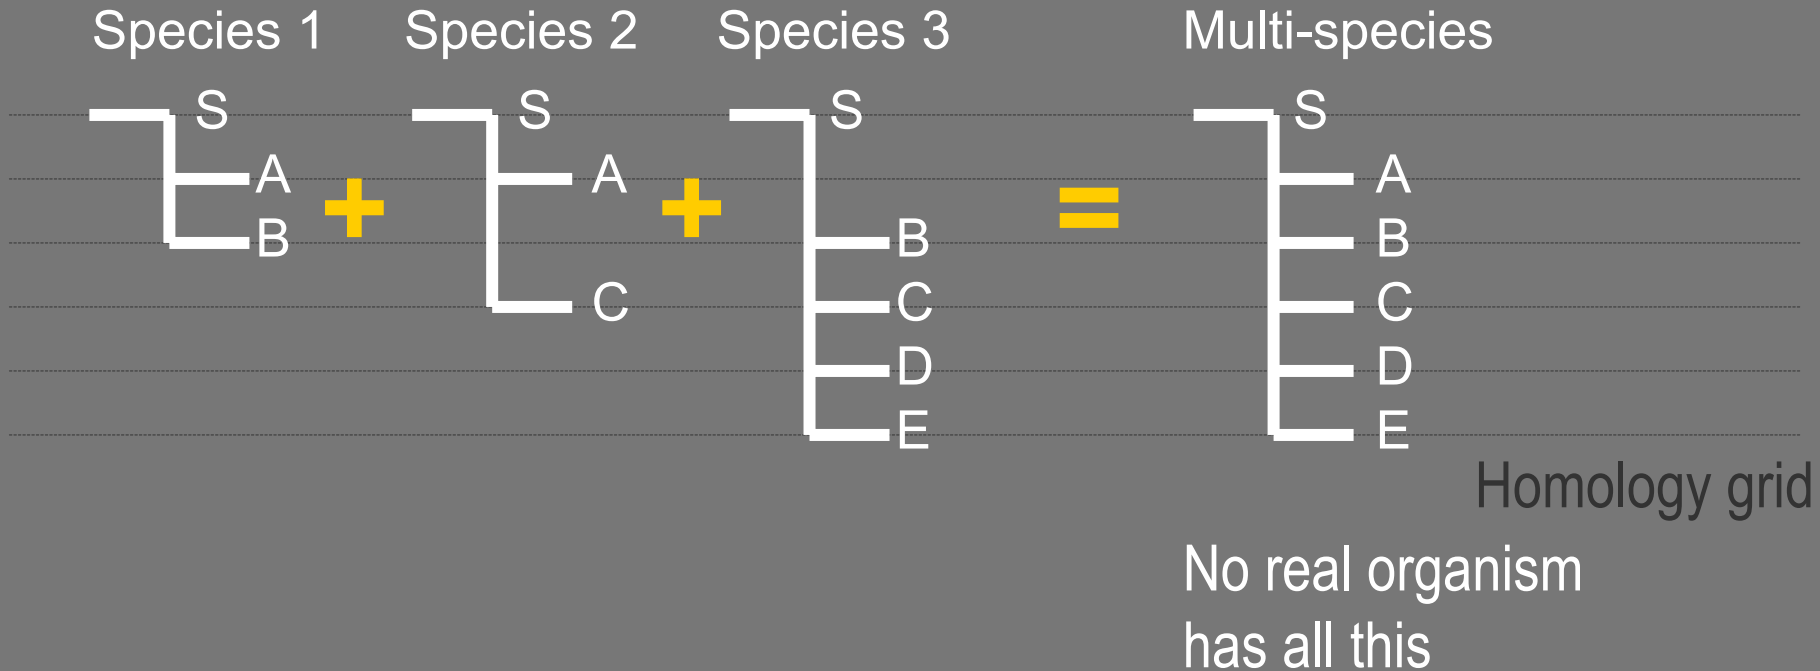 Species 1 Species 2 Species 3 Multi-species
S S S S
A A A
B B B
C C C
D D
E E
Homology grid
No real organism
has all this